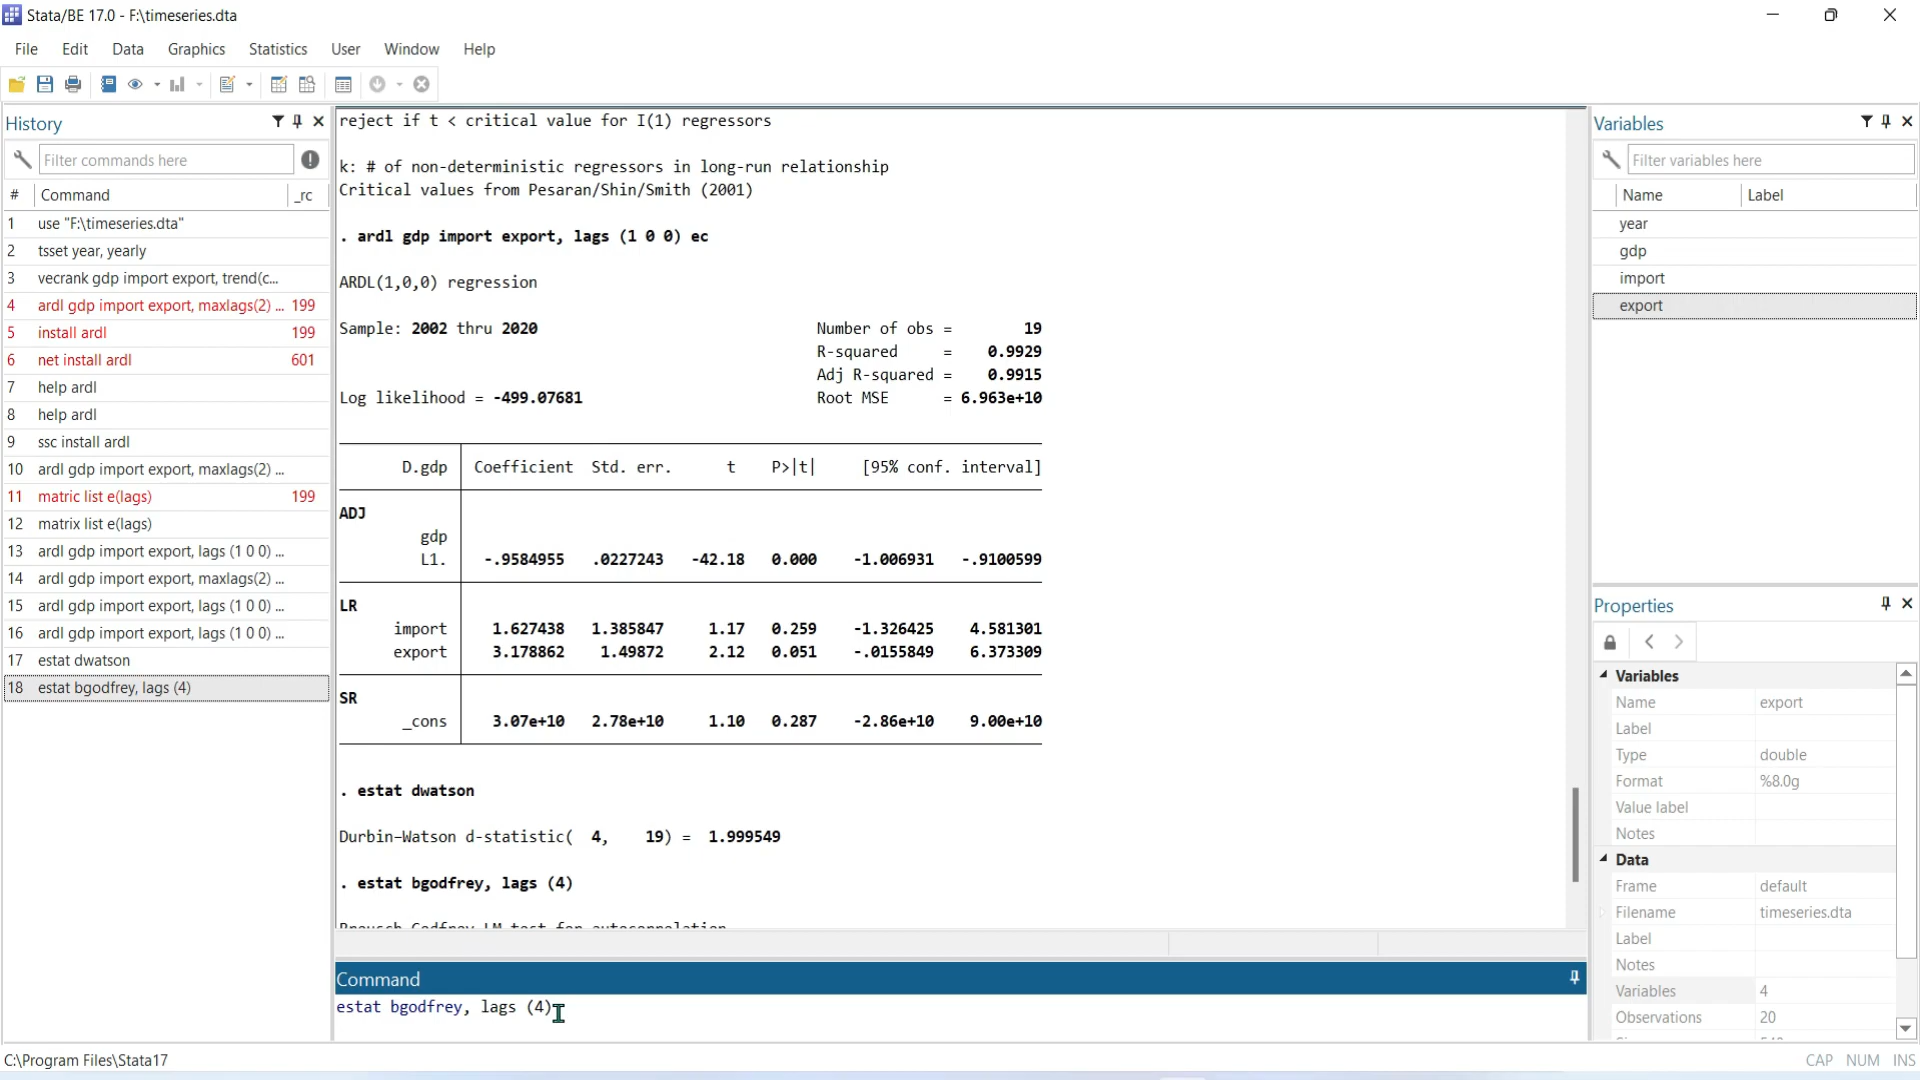 Stata/BE 17.0 - F:\timeseries.dta
File Edit Data Graphics Statistics User Window Help
History
Filter commands here
# Command _rc
1 use "F:\timeseries.dta"
2 tsset year, yearly
3 vecrank gdp import export, trend(c...
4 ardl gdp import export, maxlags(2) ... 199
5 install ardl 199
6 net install ardl 601
7 help ardl
8 help ardl
9 ssc install ardl
10 ardl gdp import export, maxlags(2) ...
11 matric list e(lags) 199
12 matrix list e(lags)
13 ardl gdp import export, lags (1 0 0) ...
14 ardl gdp import export, maxlags(2) ...
15 ardl gdp import export, lags (1 0 0) ...
16 ardl gdp import export, lags (1 0 0) ...
17 estat dwatson
18 estat bgodfrey, lags (4)
reject if t < critical value for I(1) regressors
k: # of non-deterministic regressors in long-run relationship
Critical values from Pesaran/Shin/Smith (2001)
. ardl gdp import export, lags (1 0 0) ec
ARDL(1,0,0) regression
Sample: 2002 thru 2020 Number of obs = 19
R-squared = 0.9929
Adj R-squared = 0.9915
Log likelihood = -499.07681 Root MSE = 6.963e+10
D.gdp Coefficient Std. err. t P>|t| [95% conf. interval]
ADJ
gdp
L1. -.9584955 .0227243 -42.18 0.000 -1.006931 -.9100599
LR
import 1.627438 1.385847 1.17 0.259 -1.326425 4.581301
export 3.178862 1.49872 2.12 0.051 -.0155849 6.373309
SR
_cons 3.07e+10 2.78e+10 1.10 0.287 -2.86e+10 9.00e+10
. estat dwatson
Durbin–Watson d-statistic( 4, 19) = 1.999549
. estat bgodfrey, lags (4)
Breusch–Godfrey LM test for autocorrelation
Command
estat bgodfrey, lags (4)
Variables
Filter variables here
Name Label
year
gdp
import
export
Properties
Variables
Name export
Label
Type double
Format %8.0g
Value label
Notes
Data
Frame default
Filename timeseries.dta
Label
Notes
Variables 4
Observations 20
C:\Program Files\Stata17
CAP NUM INS